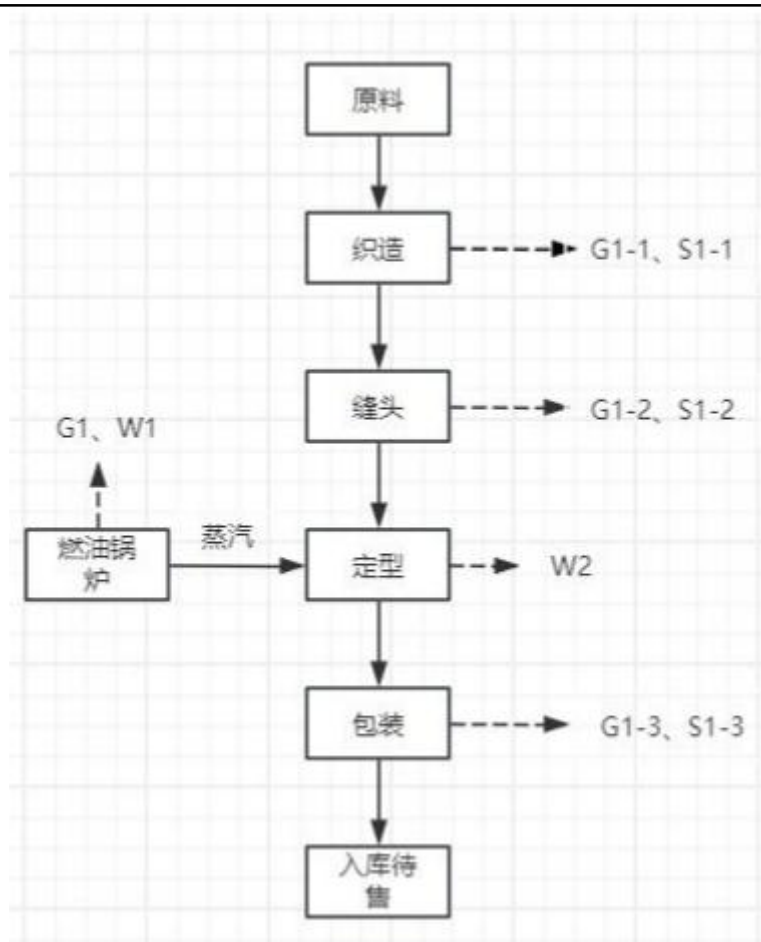 原料
织造
G1-1、S1-1
缝头
G1-2、S1-2
G1、W1
燃油锅
炉
蒸汽
定型
W2
包装
G1-3、S1-3
入库待
售